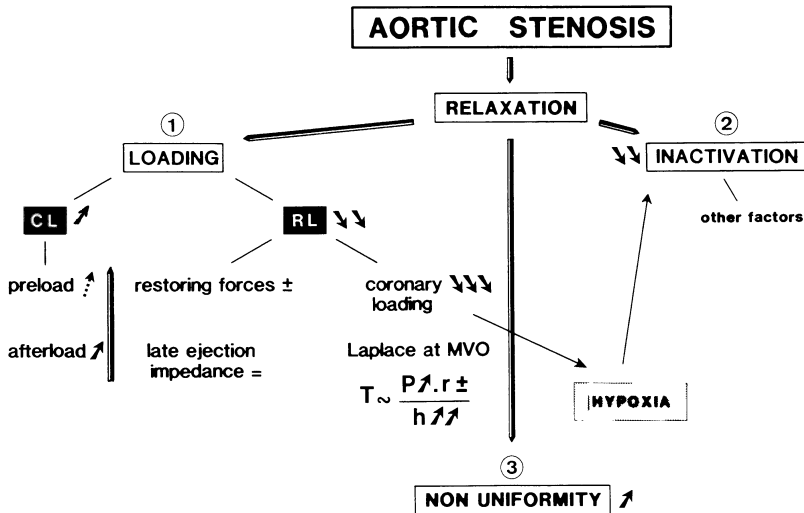 AORTIC STENOSIS
RELAXATION
①
LOADING
②
↘↘ INACTIVATION
other factors
CL ↗
RL ↘↘
preload ↗
restoring forces ±
coronary ↘↘↘
loading
afterload ↗
late ejection
impedance =
Laplace at MVO
T ~ P↗.r ±
h↗↗
HYPOXIA
③
NON UNIFORMITY ↗